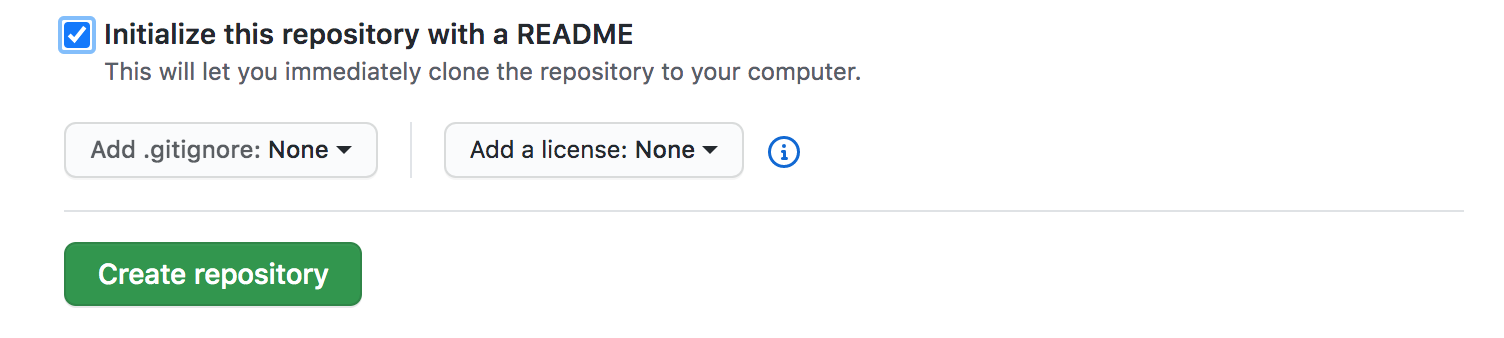 Initialize this repository with a README
This will let you immediately clone the repository to your computer.
Add .gitignore: None
Add a license: None
Create repository